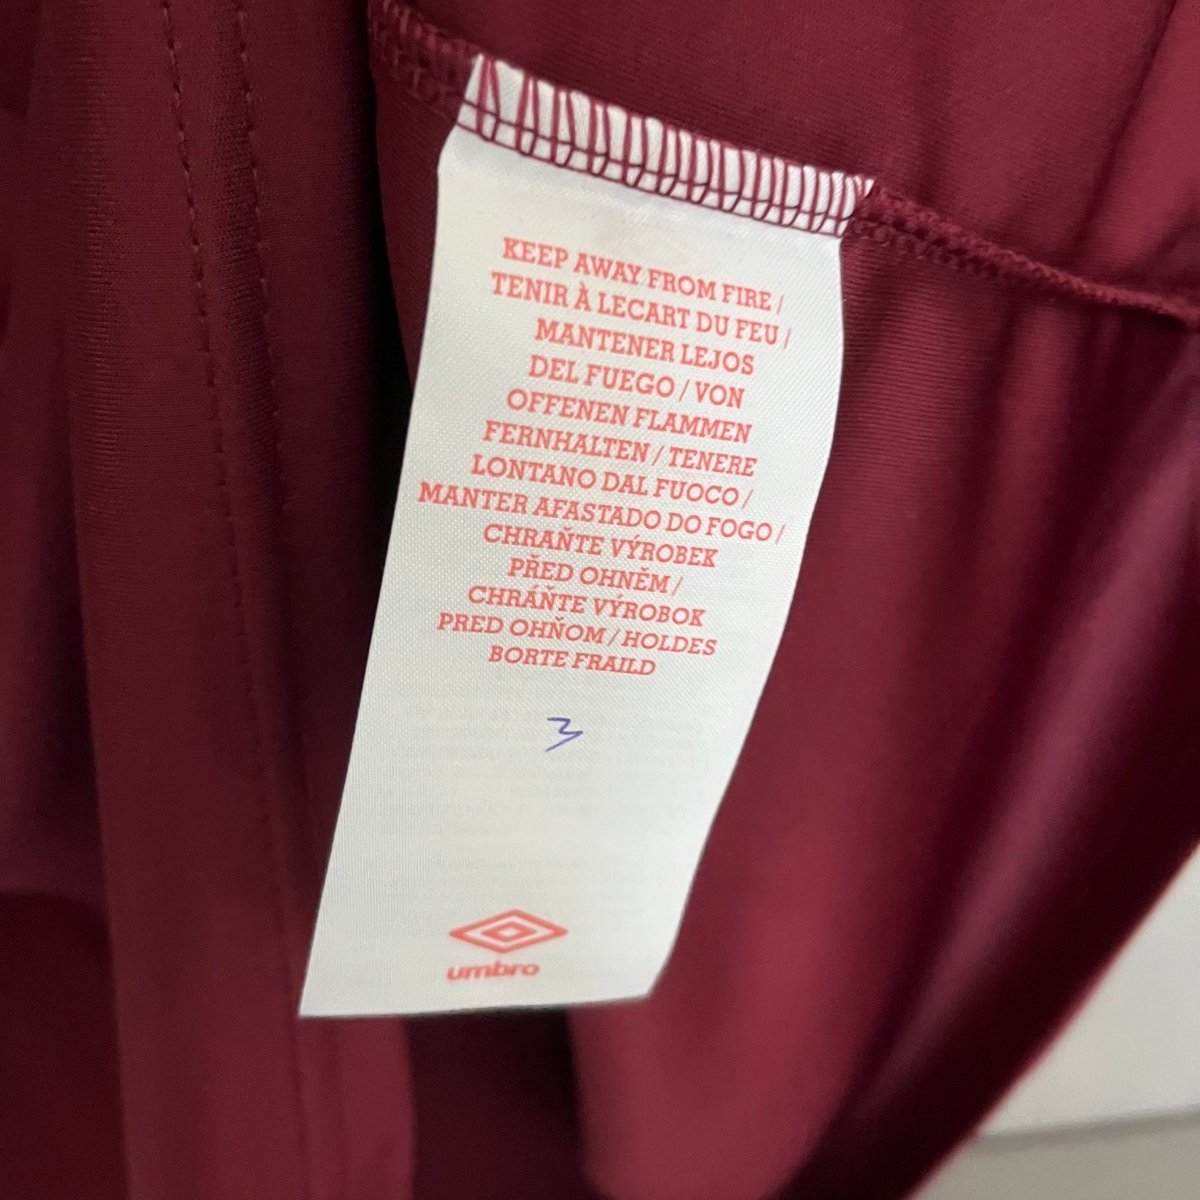 KEEP AWAY FROM FIRE /
TENIR À LECART DU FEU /
MANTENER LEJOS
DEL FUEGO / VON
OFFENEN FLAMMEN
FERNHALTEN / TENERE
LONTANO DAL FUOCO /
MANTER AFASTADO DO FOGO /
CHRAŇTE VÝROBEK
PŘED OHNĚM /
CHRÁŇTE VÝROBOK
PRED OHŇOM / HOLDES
BORTE FRAILD
3
umbro